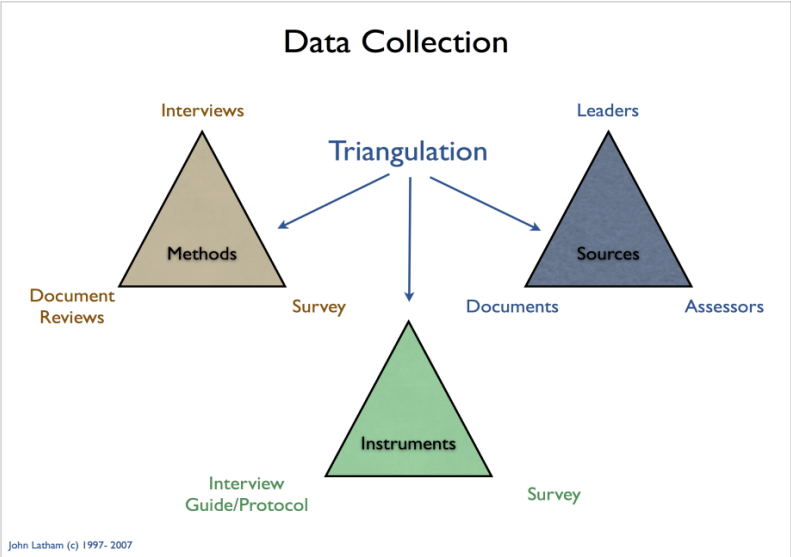 Data Collection
Interviews
Leaders
Triangulation
Methods
Sources
Document
Reviews
Survey
Documents
Assessors
Instruments
Interview
Guide/Protocol
Survey
John Latham (c) 1997- 2007